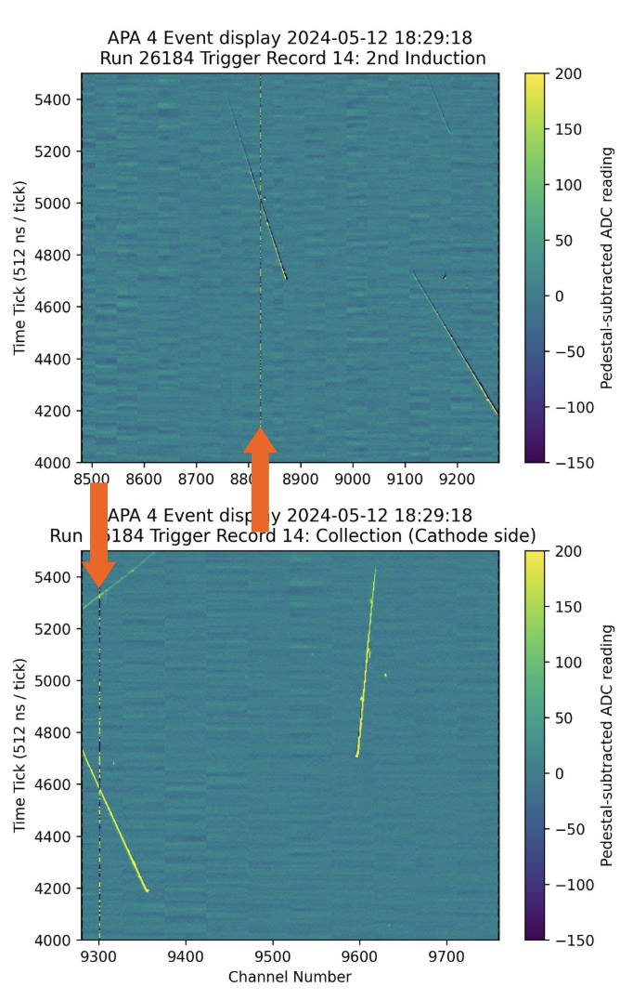 APA 4 Event display 2024-05-12 18:29:18
Run 26184 Trigger Record 14: 2nd Induction
5400
5200
5000
4800
4600
4400
4200
4000
Time Tick (512 ns / tick)
8500 8600 8700 8900 9000 9100 9200
200
150
100
50
0
−50
−100
−150
Pedestal-subtracted ADC reading
APA 4 Event display 2024-05-12 18:29:18
Run 26184 Trigger Record 14: Collection (Cathode side)
5400
5200
5000
4800
4600
4400
4200
4000
Time Tick (512 ns / tick)
9300 9400 9500 9600 9700
Channel Number
200
150
100
50
0
−50
−100
−150
Pedestal-subtracted ADC reading